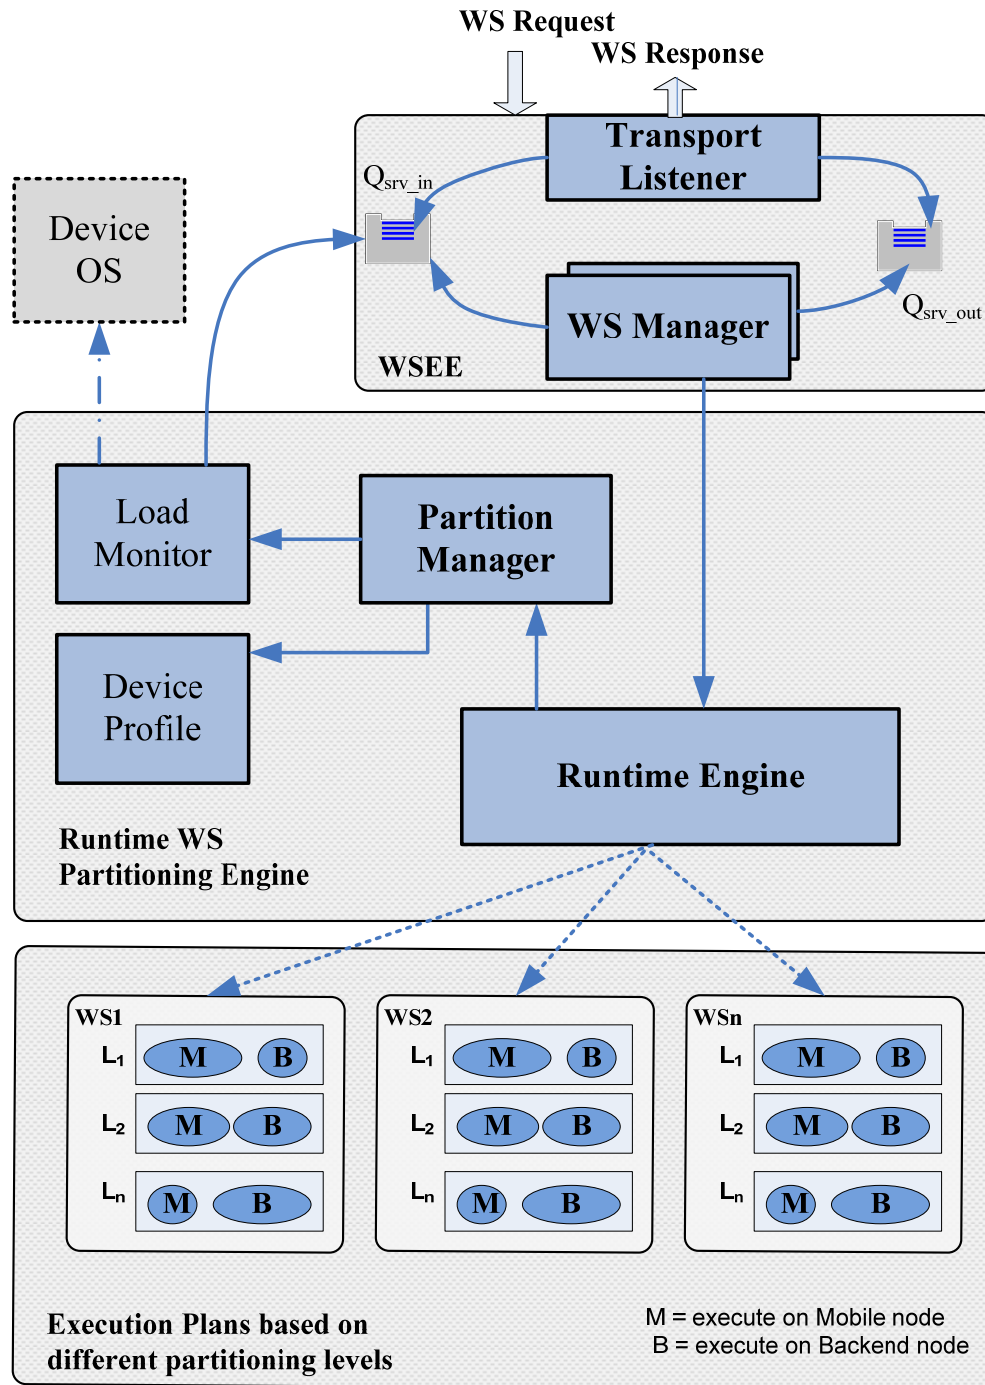 WS Request
WS Response
Transport
Listener
Qsrv_in
Device
OS
WS Manager
Qsrv_out
WSEE
Load
Monitor
Partition
Manager
Device
Profile
Runtime Engine
Runtime WS
Partitioning Engine
WS1
L1 M B
L2 M B
Ln M B
WS2
L1 M B
L2 M B
Ln M B
WSn
L1 M B
L2 M B
Ln M B
Execution Plans based on
different partitioning levels
M = execute on Mobile node
B = execute on Backend node